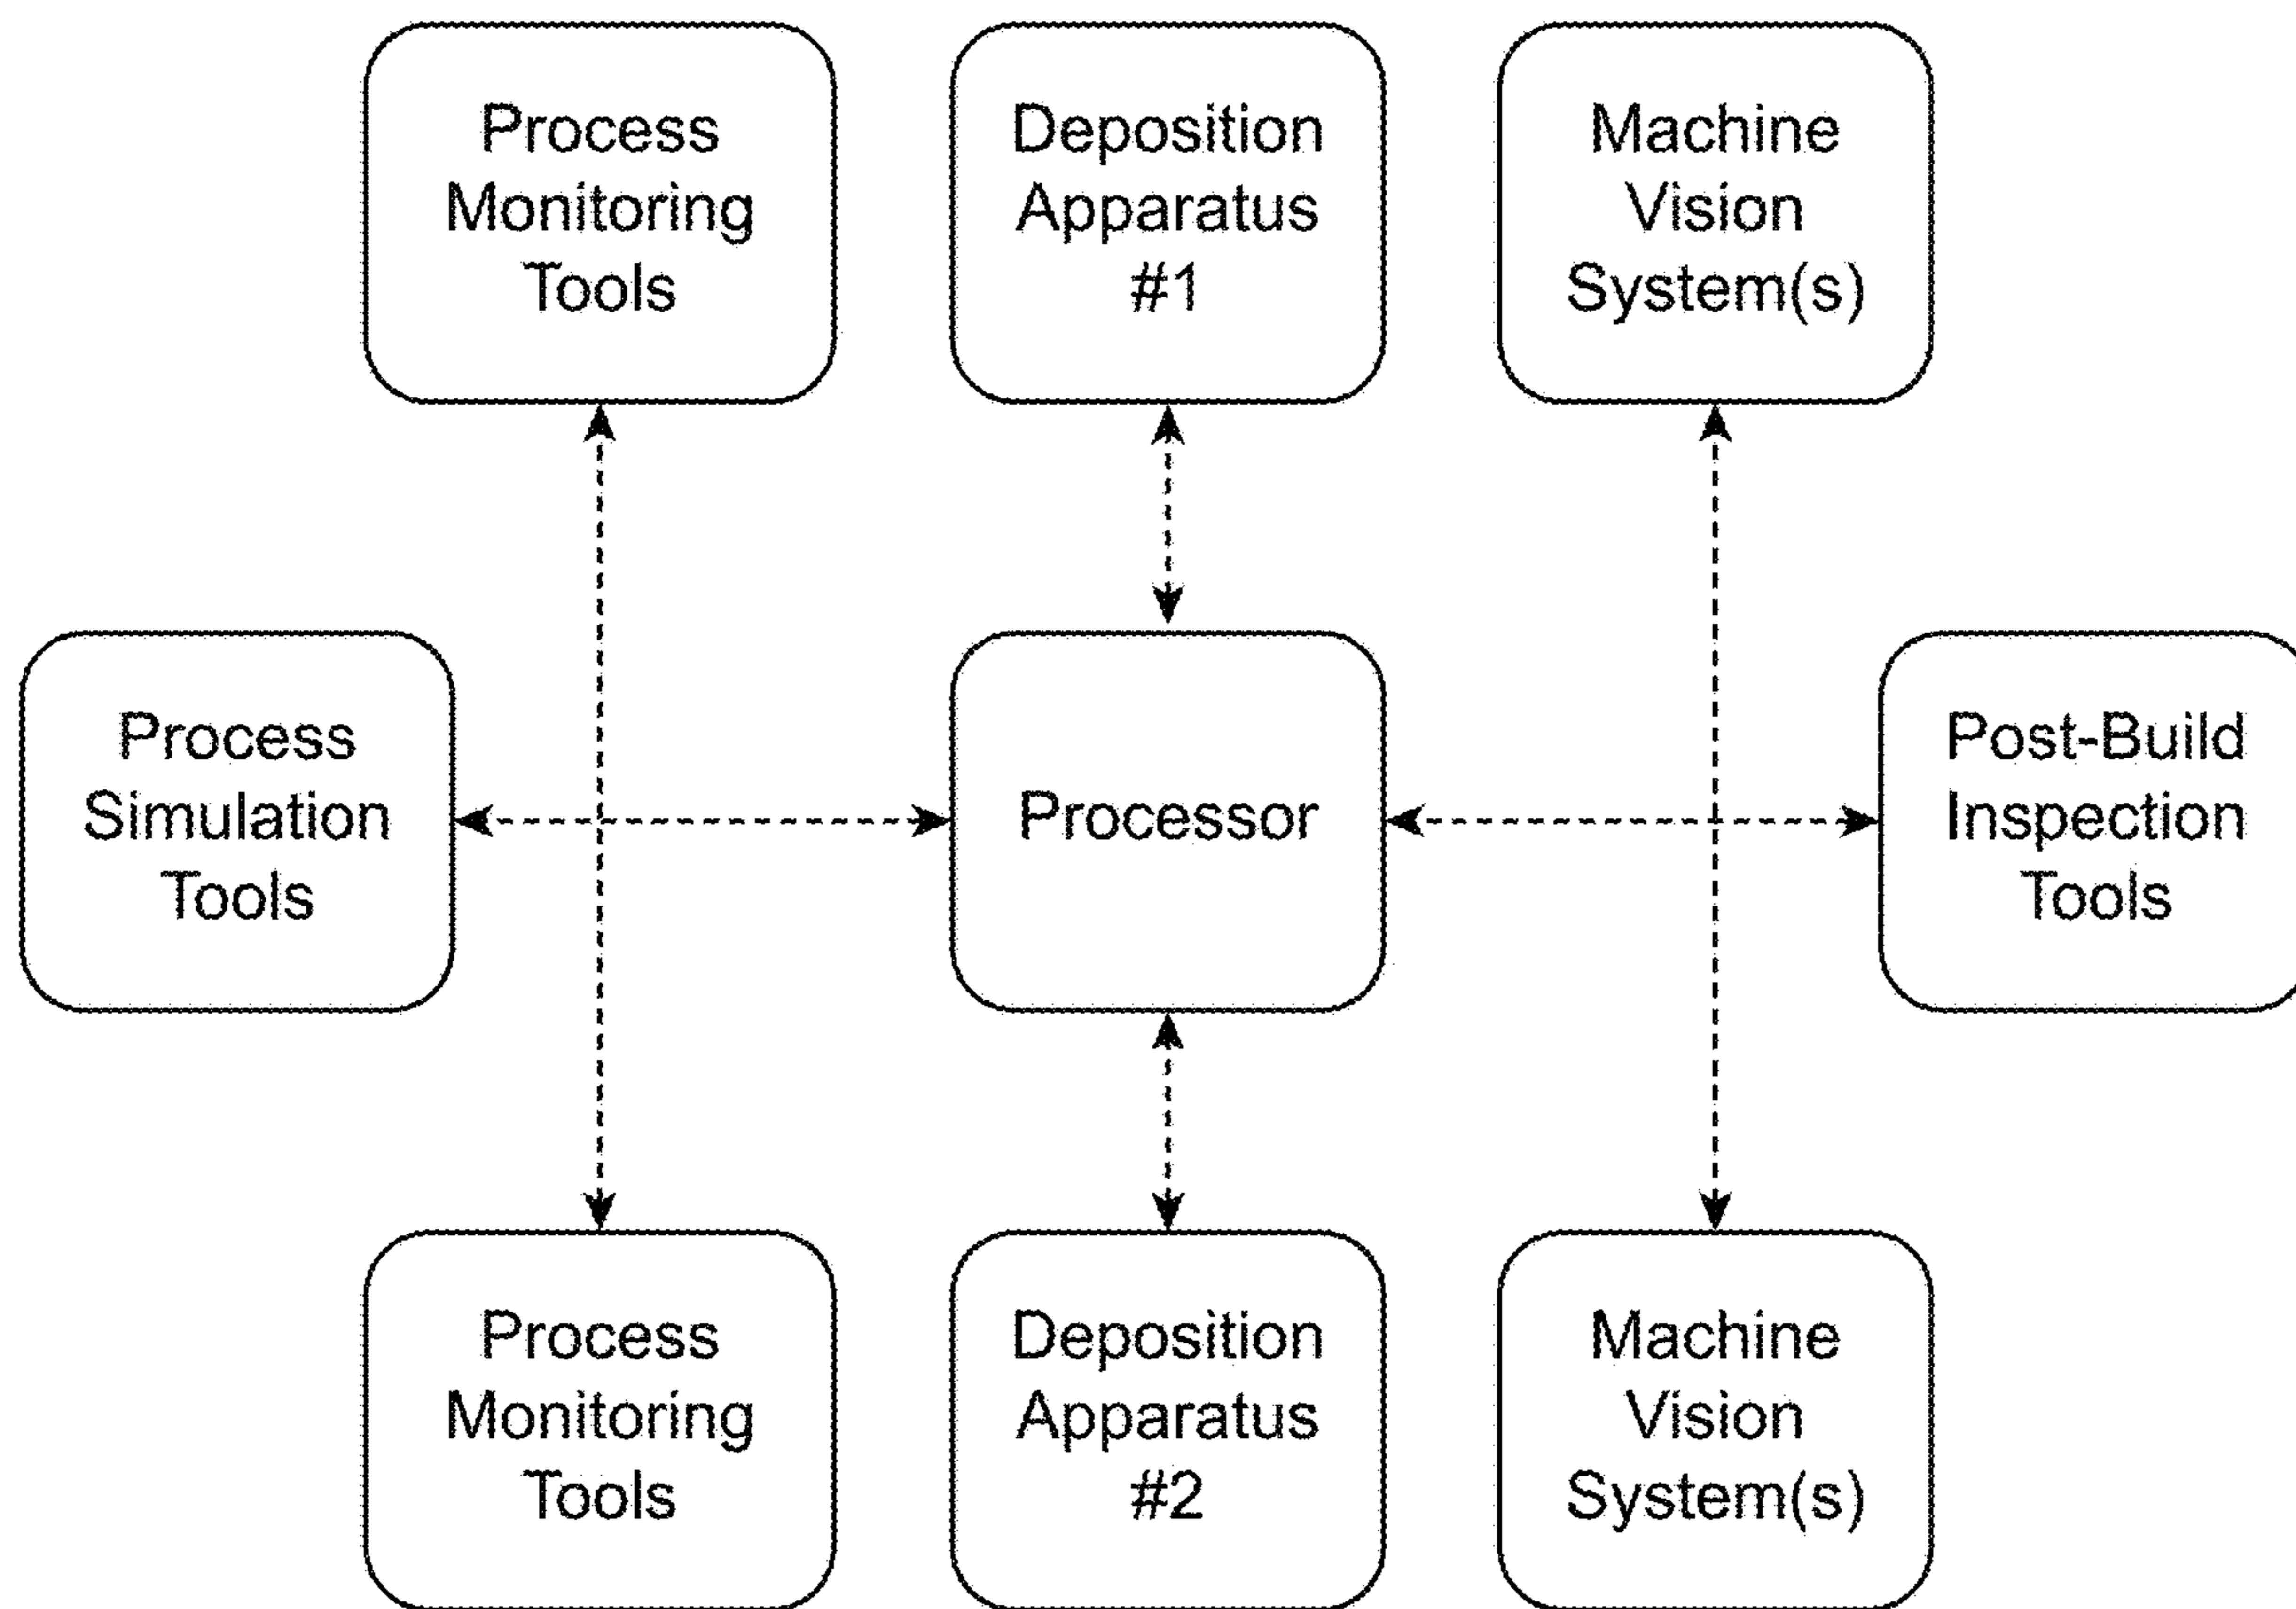 Process
Monitoring
Tools
Deposition
Apparatus
#1
Machine
Vision
System(s)
Process
Simulation
Tools
Processor
Post-Build
Inspection
Tools
Process
Monitoring
Tools
Deposition
Apparatus
#2
Machine
Vision
System(s)